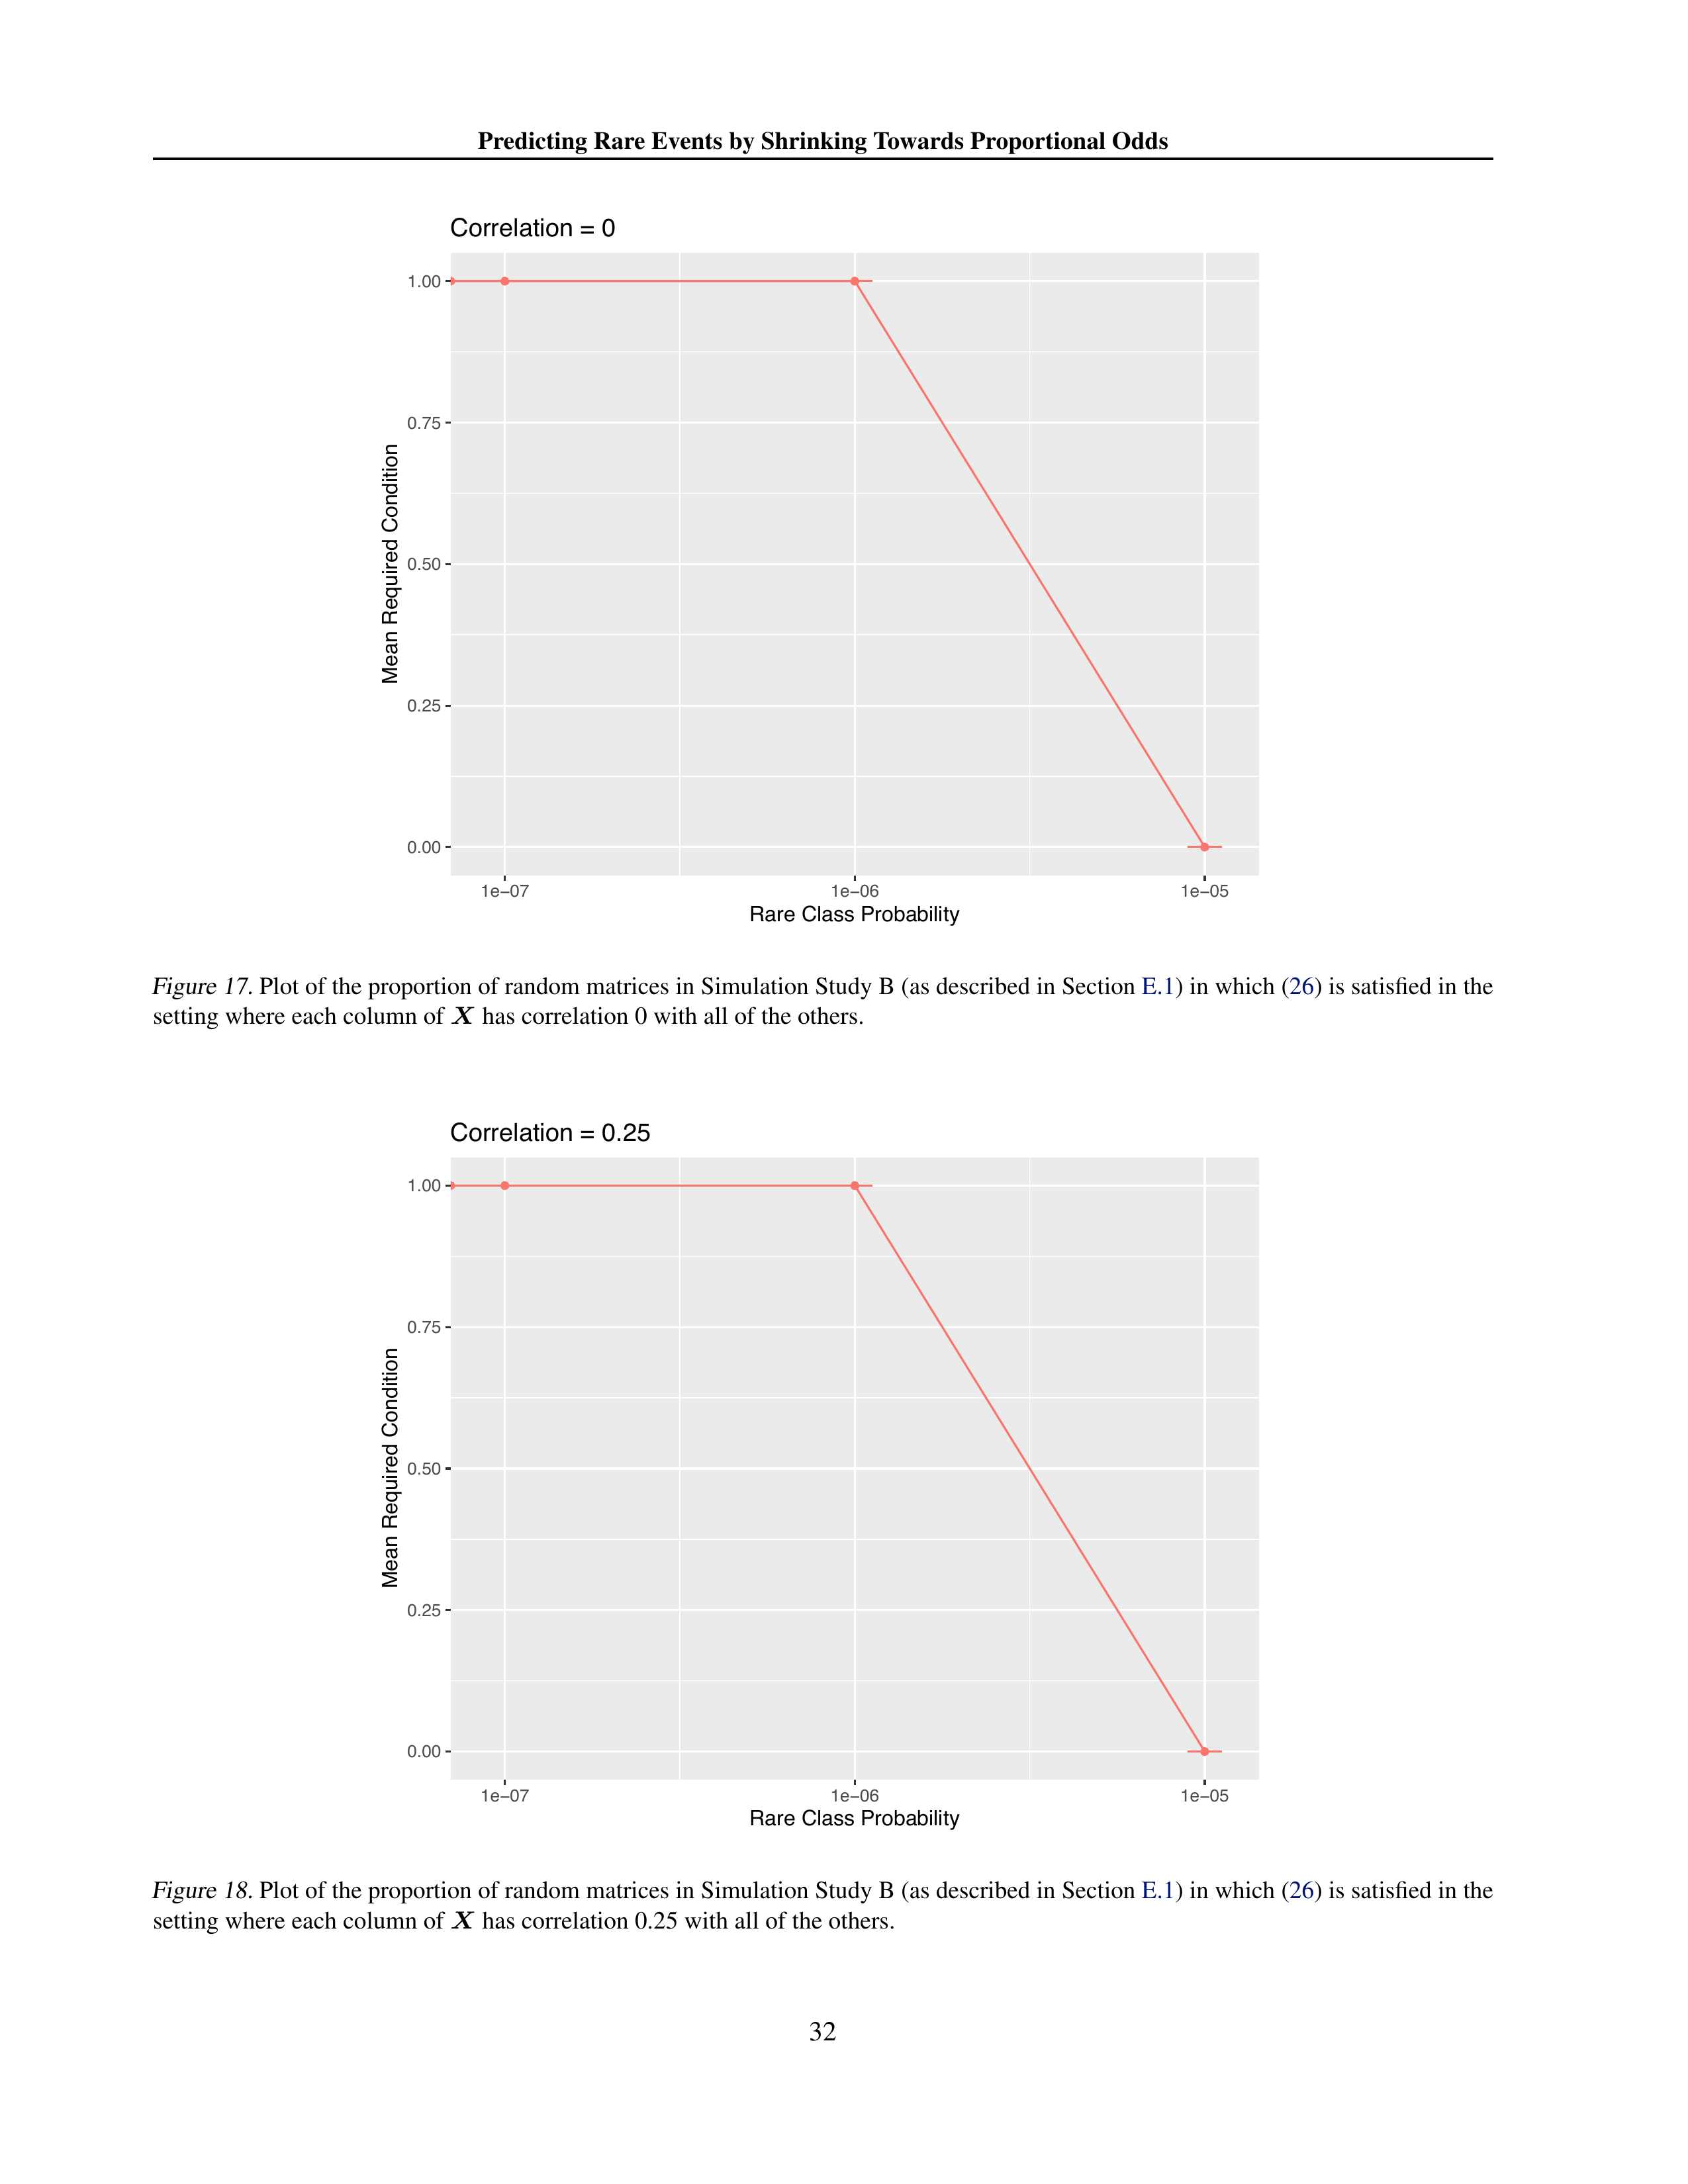 Predicting Rare Events by Shrinking Towards Proportional Odds
Correlation = 0
1.00
0.75
0.50
0.25
0.00
Mean Required Condition
1e−07 1e−06 1e−05
Rare Class Probability
Figure 17. Plot of the proportion of random matrices in Simulation Study B (as described in Section E.1) in which (26) is satisfied in the
setting where each column of X has correlation 0 with all of the others.
Correlation = 0.25
1.00
0.75
0.50
0.25
0.00
Mean Required Condition
1e−07 1e−06 1e−05
Rare Class Probability
Figure 18. Plot of the proportion of random matrices in Simulation Study B (as described in Section E.1) in which (26) is satisfied in the
setting where each column of X has correlation 0.25 with all of the others.
32